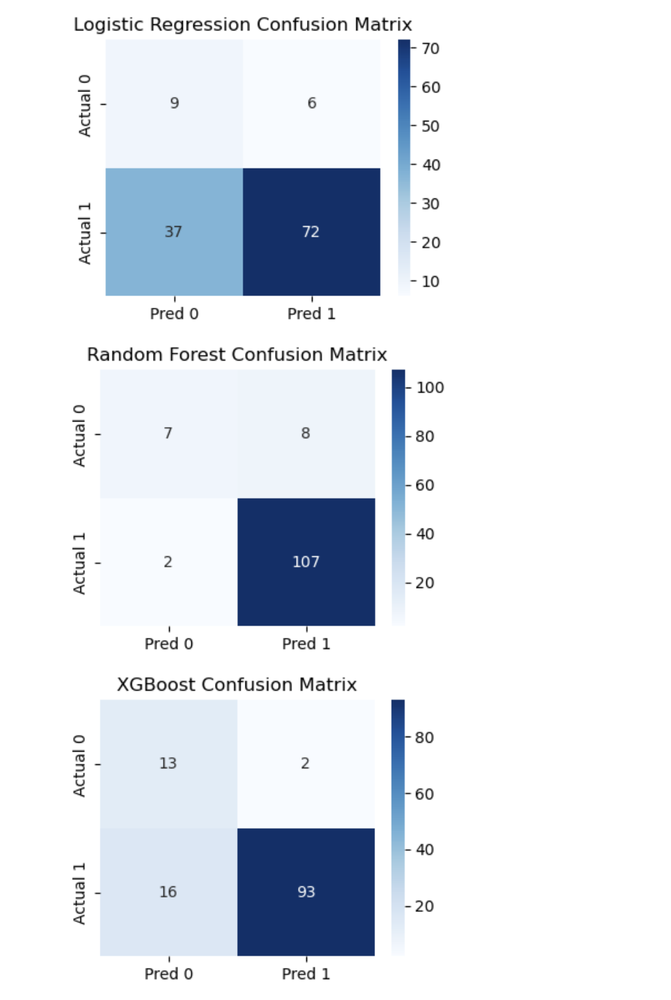 Logistic Regression Confusion Matrix
Actual 0
9
6
Actual 1
37
72
Pred 0
Pred 1
70
60
50
40
30
20
10
Random Forest Confusion Matrix
Actual 0
7
8
Actual 1
2
107
Pred 0
Pred 1
100
80
60
40
20
XGBoost Confusion Matrix
Actual 0
13
2
Actual 1
16
93
Pred 0
Pred 1
80
60
40
20